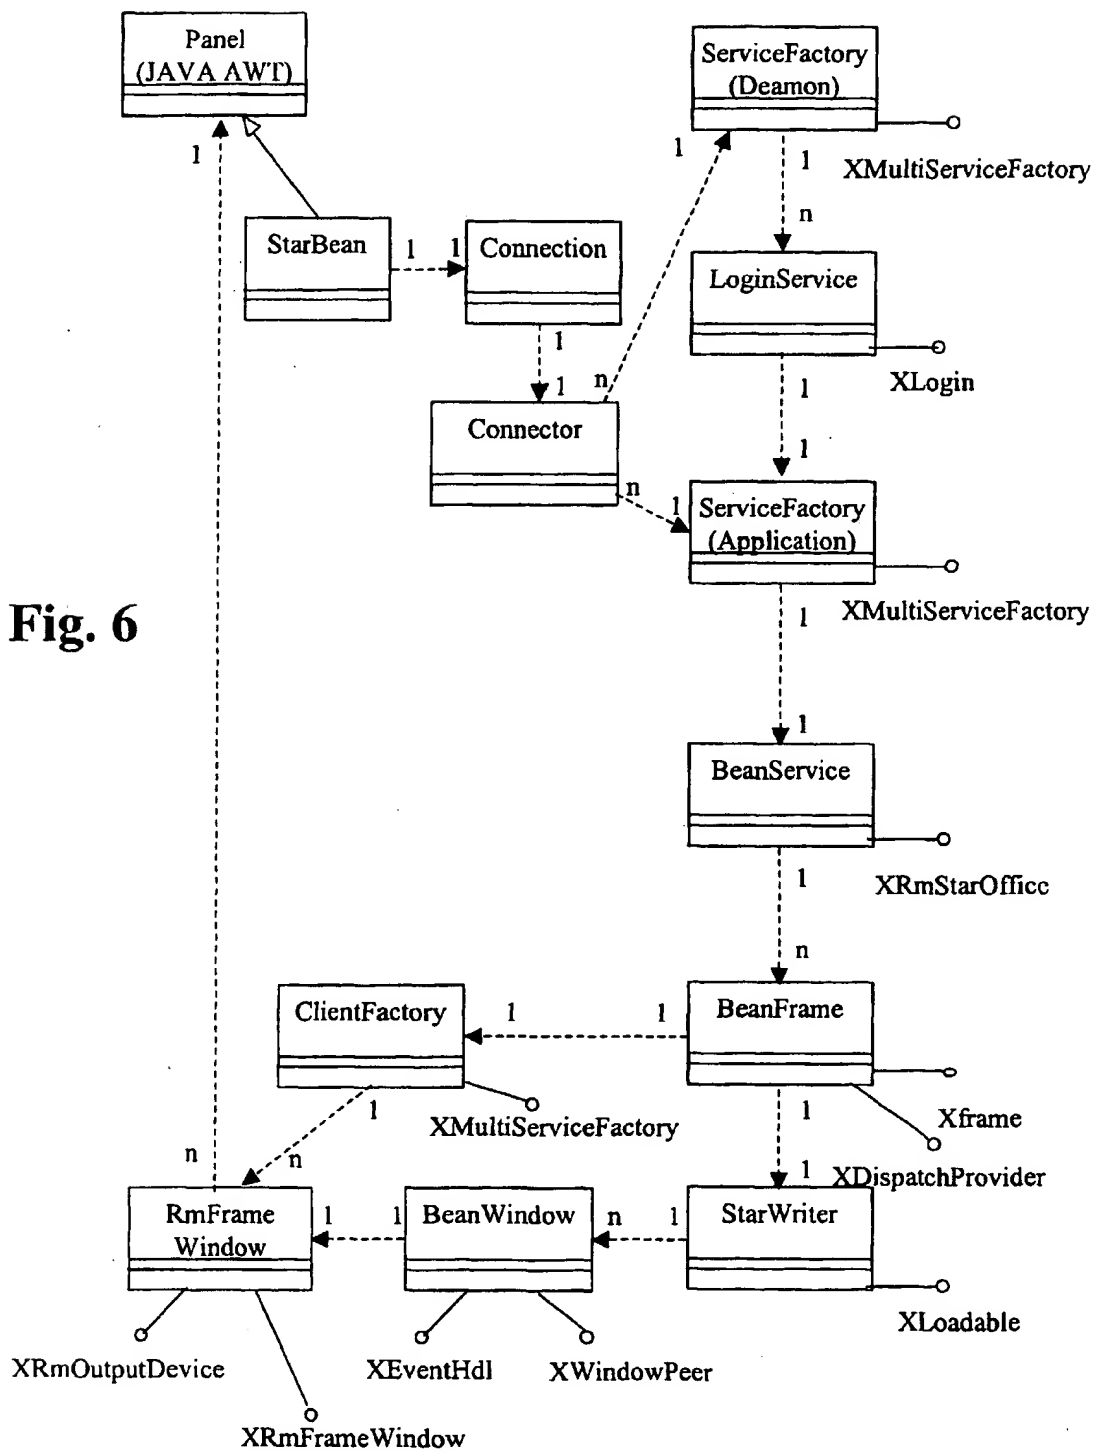 Panel
(JAVA AWT)
ServiceFactory
(Deamon)
1
1
1
XMultiServiceFactory
n
StarBean
1
1
Connection
LoginService
1
XLogin
1
n
1
Connector
1
n
1
ServiceFactory
(Application)
Fig. 6
1
XMultiServiceFactory
1
BeanService
1
XRmStarOffice
n
ClientFactory
1
1
BeanFrame
1
XMultiServiceFactory
1
Xframe
n
n
1
XDispatchProvider
RmFrame
Window
1
1
BeanWindow
n
1
StarWriter
XLoadable
XRmOutputDevice
XEventHdl
XWindowPeer
XRmFrameWindow